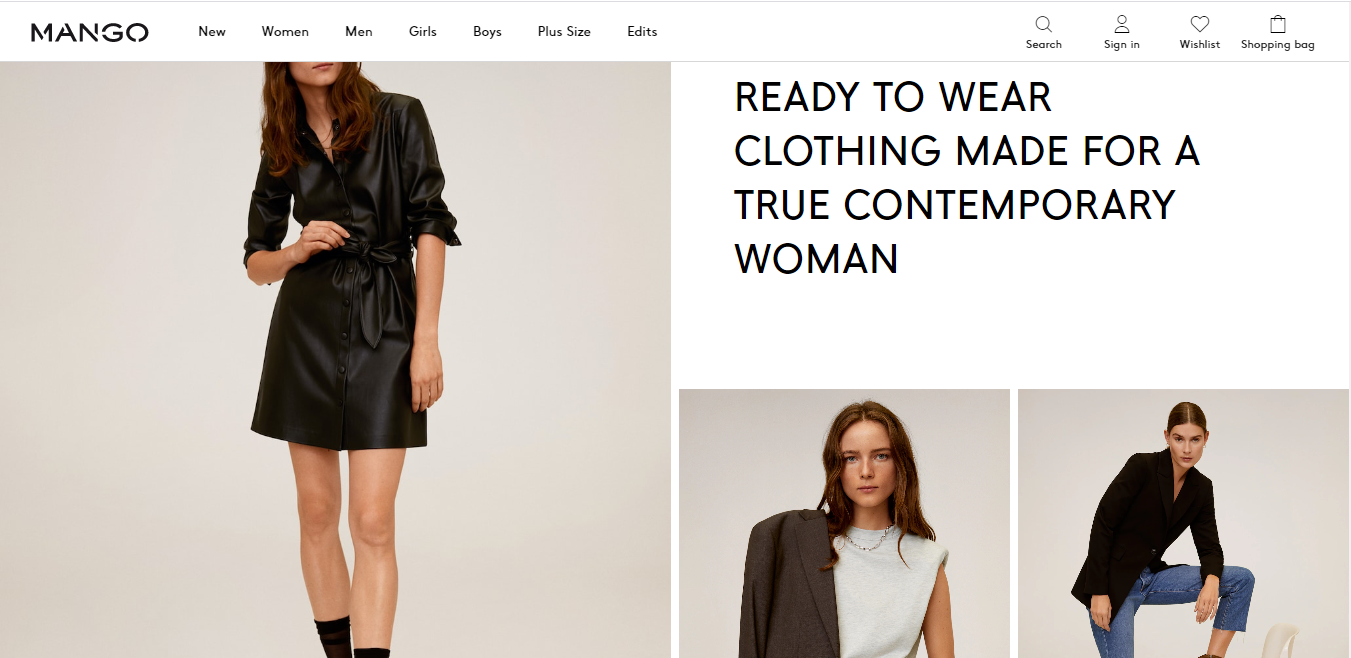 MANGO New Women Men Girls Boys Plus Size Edits
Search Sign in Wishlist Shopping bag
READY TO WEAR
CLOTHING MADE FOR A
TRUE CONTEMPORARY
WOMAN